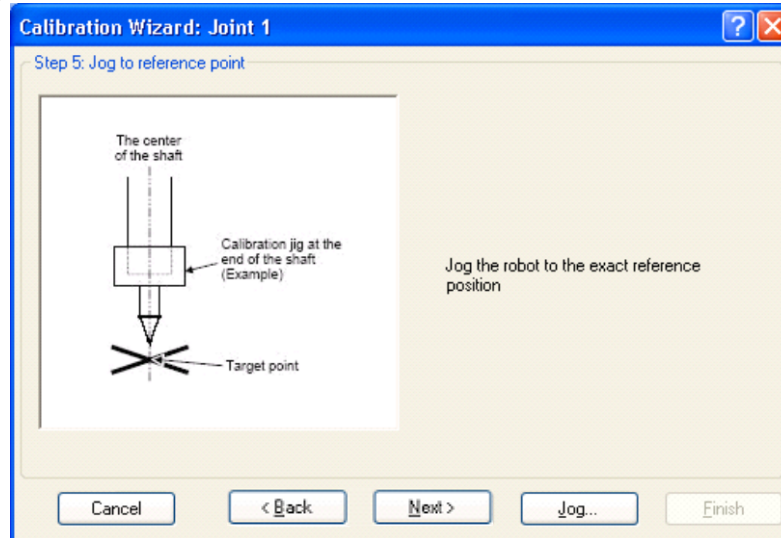 Calibration Wizard: Joint 1
Step 5: Jog to reference point
The center
of the shaft
Calibration jig at the
end of the shaft
(Example)
Target point
Jog the robot to the exact reference
position
Cancel
< Back
Next >
Jog...
Finish